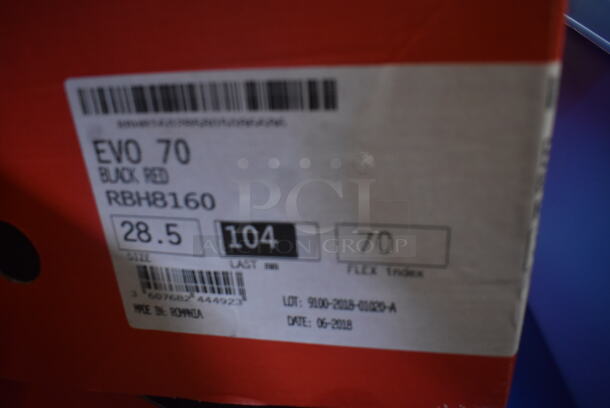 EVO 70
BLACK RED
RBH8160
28.5 104 70
SIZE LAST mm FLEX index
3 607682 444923
LOT: 9100-2018-01020-A
MADE IN: ROMANIA
DATE: 06-2018
PCI
AUCTION GROUP